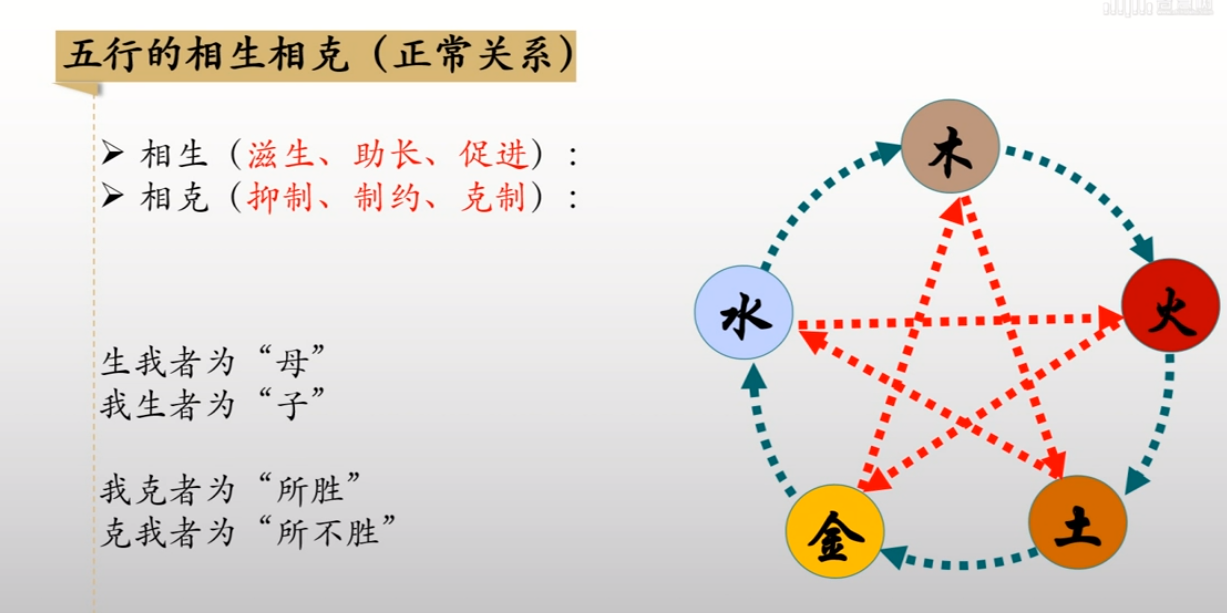 五行的相生相克（正常关系）
➢ 相生（滋生、助长、促进）：
➢ 相克（抑制、制约、克制）：
生我者为“母”
我生者为“子”
我克者为“所胜”
克我者为“所不胜”
木
火
土
金
水